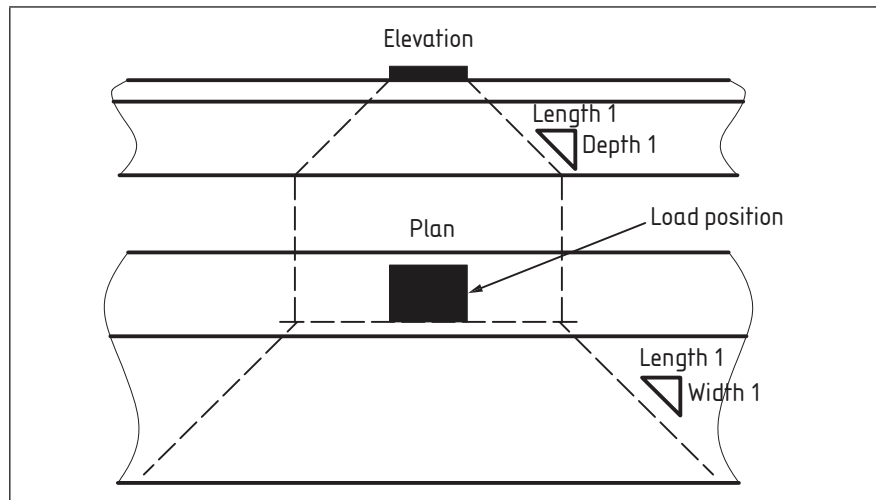 Elevation
Length 1
Depth 1
Plan
Load position
Length 1
Width 1